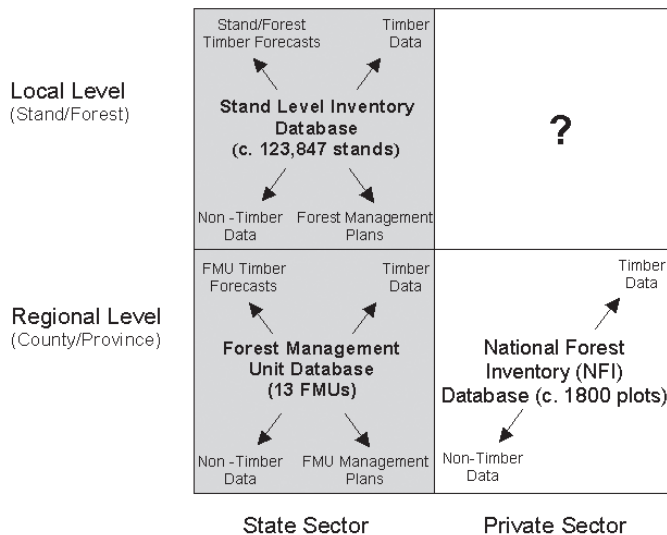 Local Level
(Stand/Forest)
Stand/Forest
Timber Forecasts
Timber
Data
Stand Level Inventory
Database
(c. 123,847 stands)
Non -Timber
Data
Forest Management
Plans
?
Regional Level
(County/Province)
FMU Timber
Forecasts
Timber
Data
Forest Management
Unit Database
(13 FMUs)
Non -Timber
Data
FMU Management
Plans
Timber
Data
National Forest
Inventory (NFI)
Database (c. 1800 plots)
Non-Timber
Data
State Sector
Private Sector